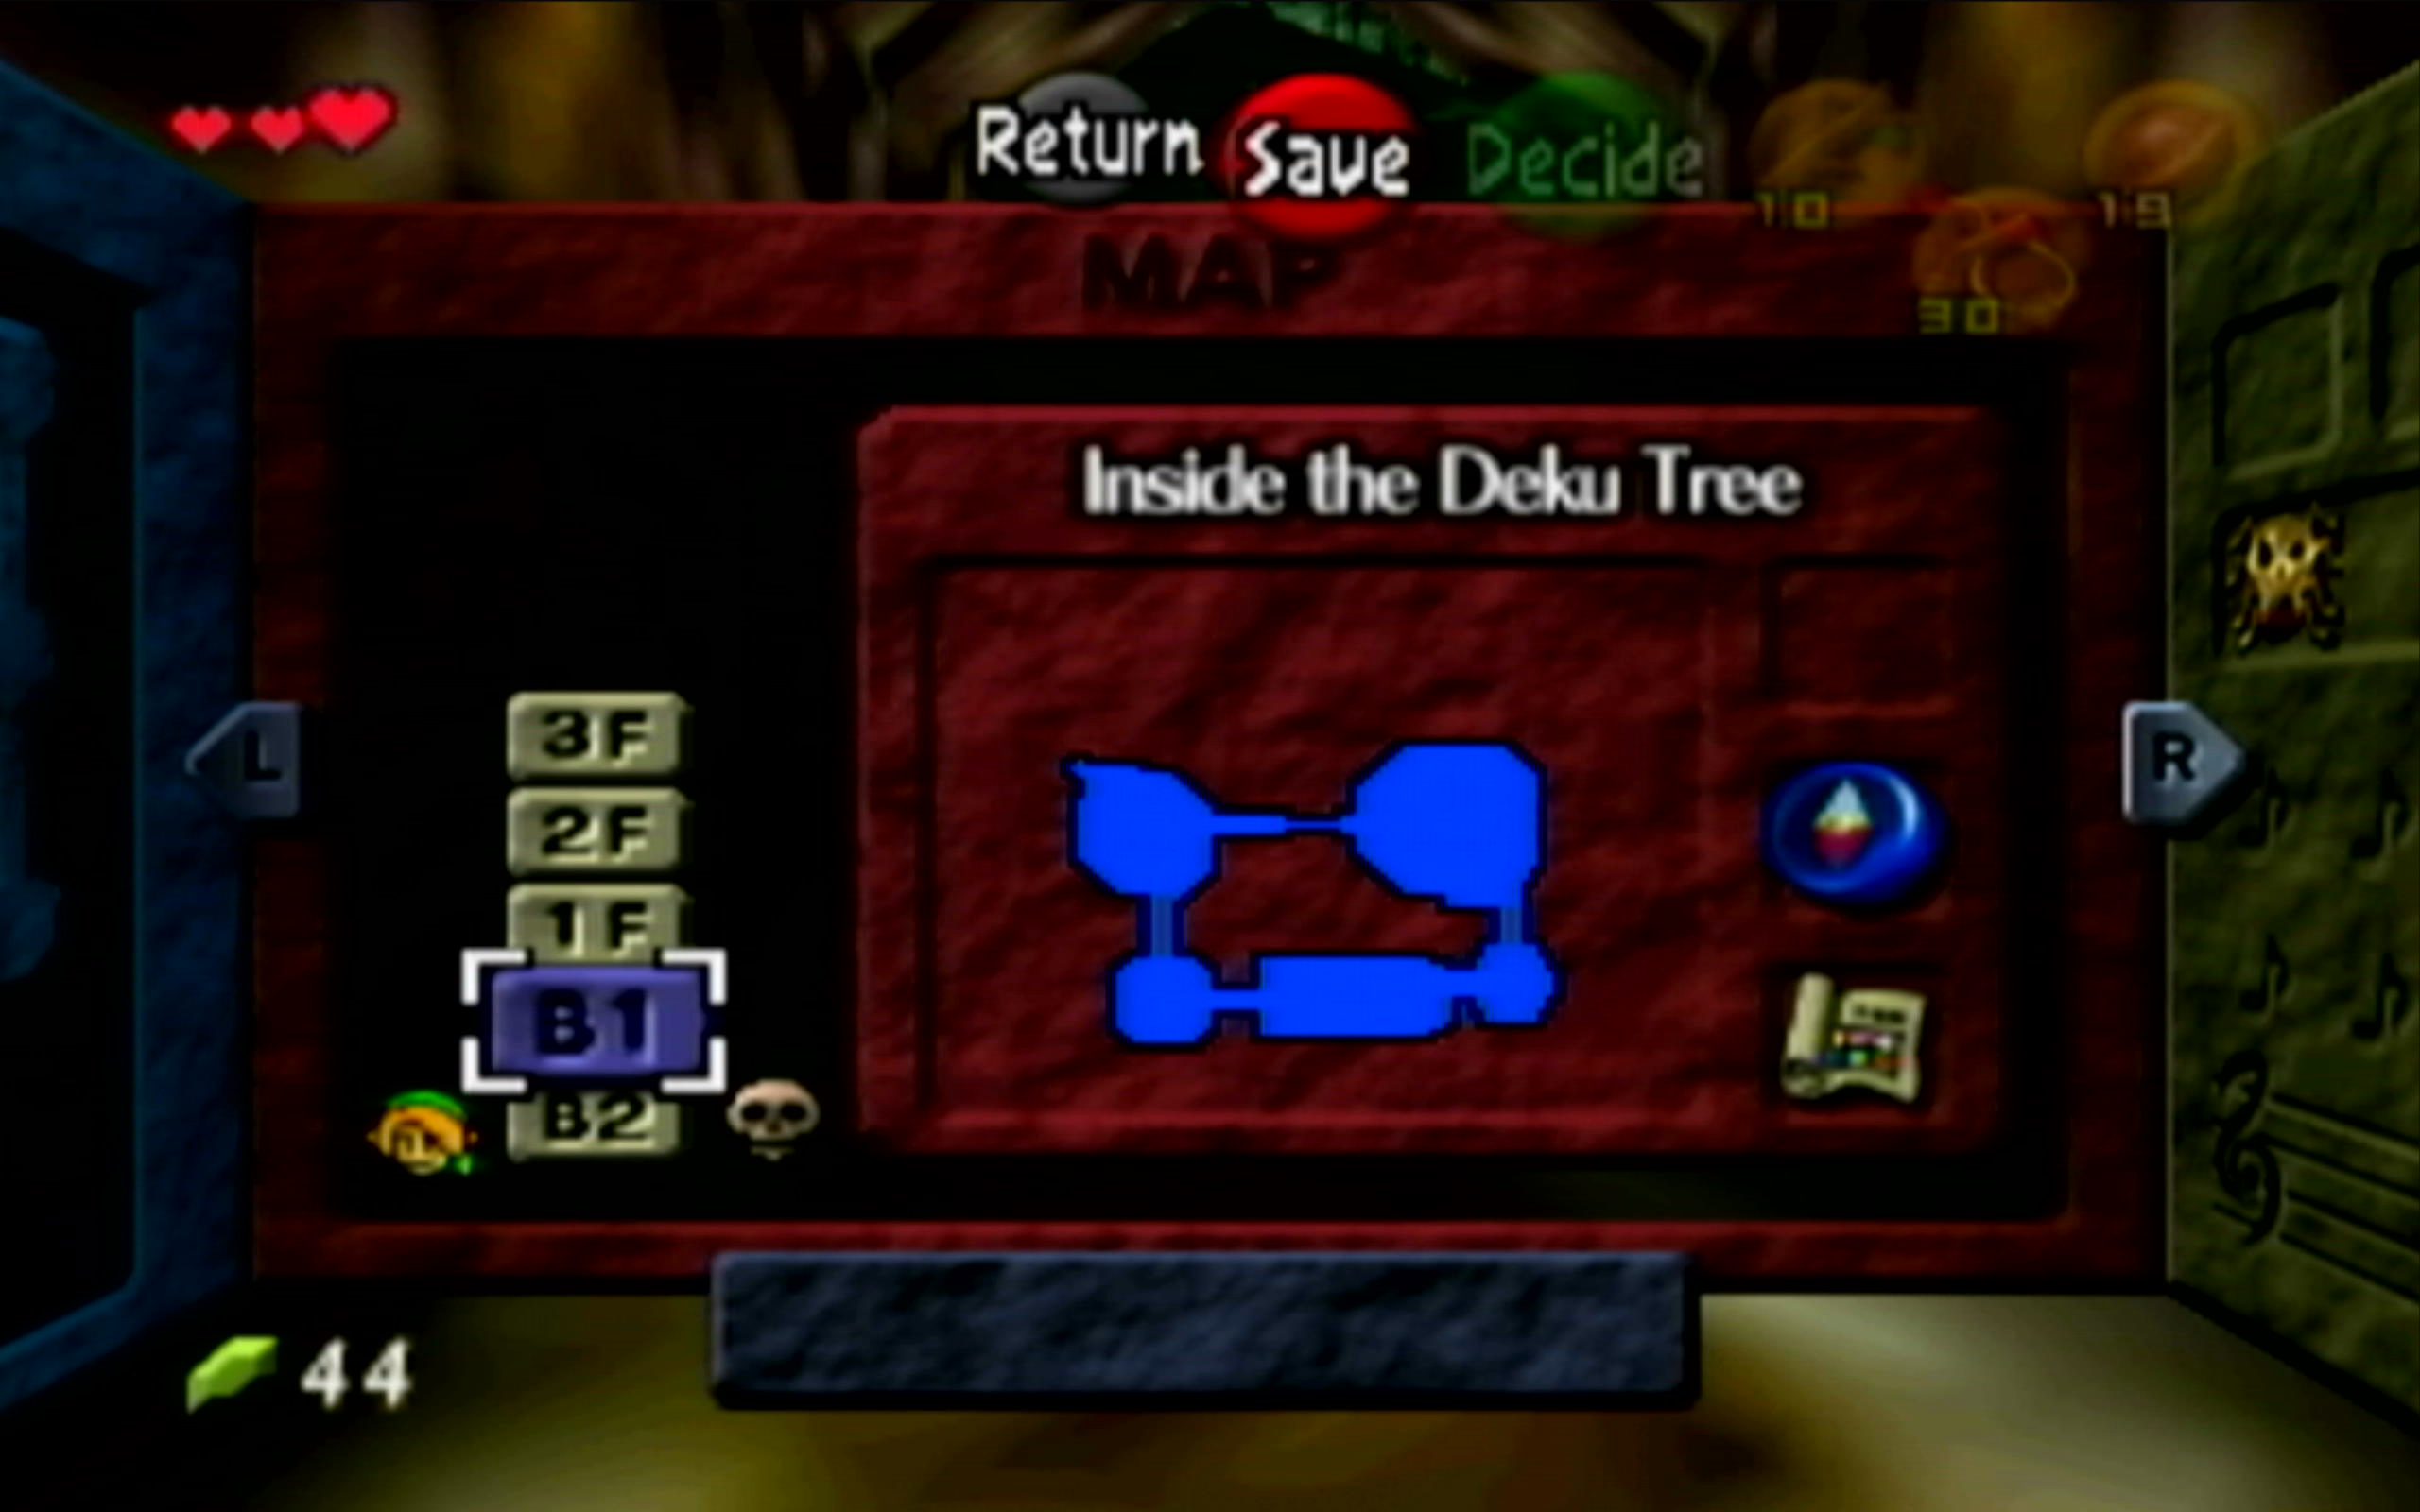 Return Save Decide
10 19
30
MAP
Inside the Deku Tree
3F
2F
1F
B1
B2
L
R
44